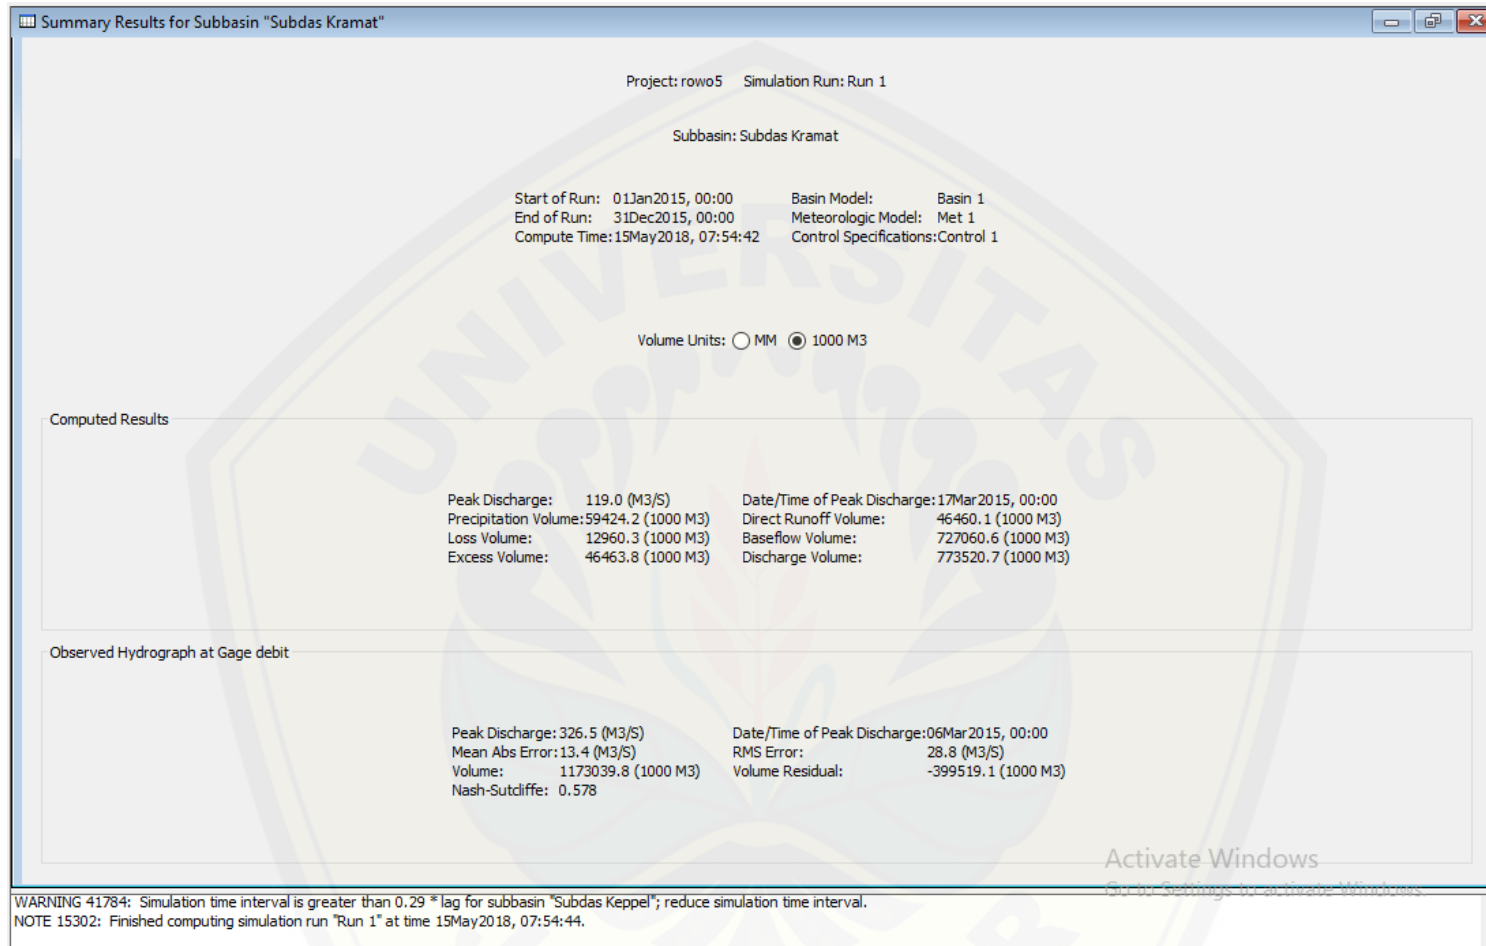 Summary Results for Subbasin "Subdas Kramat"
Project: rowo5 Simulation Run: Run 1
Subbasin: Subdas Kramat
Start of Run: 01Jan2015, 00:00 Basin Model: Basin 1
End of Run: 31Dec2015, 00:00 Meteorologic Model: Met 1
Compute Time:15May2018, 07:54:42 Control Specifications:Control 1
Volume Units: MM 1000 M3
Computed Results
Peak Discharge: 119.0 (M3/S) Date/Time of Peak Discharge:17Mar2015, 00:00
Precipitation Volume:59424.2 (1000 M3) Direct Runoff Volume: 46460.1 (1000 M3)
Loss Volume: 12960.3 (1000 M3) Baseflow Volume: 727060.6 (1000 M3)
Excess Volume: 46463.8 (1000 M3) Discharge Volume: 773520.7 (1000 M3)
Observed Hydrograph at Gage debit
Peak Discharge:326.5 (M3/S) Date/Time of Peak Discharge:06Mar2015, 00:00
Mean Abs Error:13.4 (M3/S) RMS Error: 28.8 (M3/S)
Volume: 1173039.8 (1000 M3) Volume Residual: -399519.1 (1000 M3)
Nash-Sutcliffe: 0.578
UNIVERSITAS
Activate Windows
Go to Settings to activate Windows.
WARNING 41784: Simulation time interval is greater than 0.29 * lag for subbasin "Subdas Keppel"; reduce simulation time interval.
NOTE 15302: Finished computing simulation run "Run 1" at time 15May2018, 07:54:44.